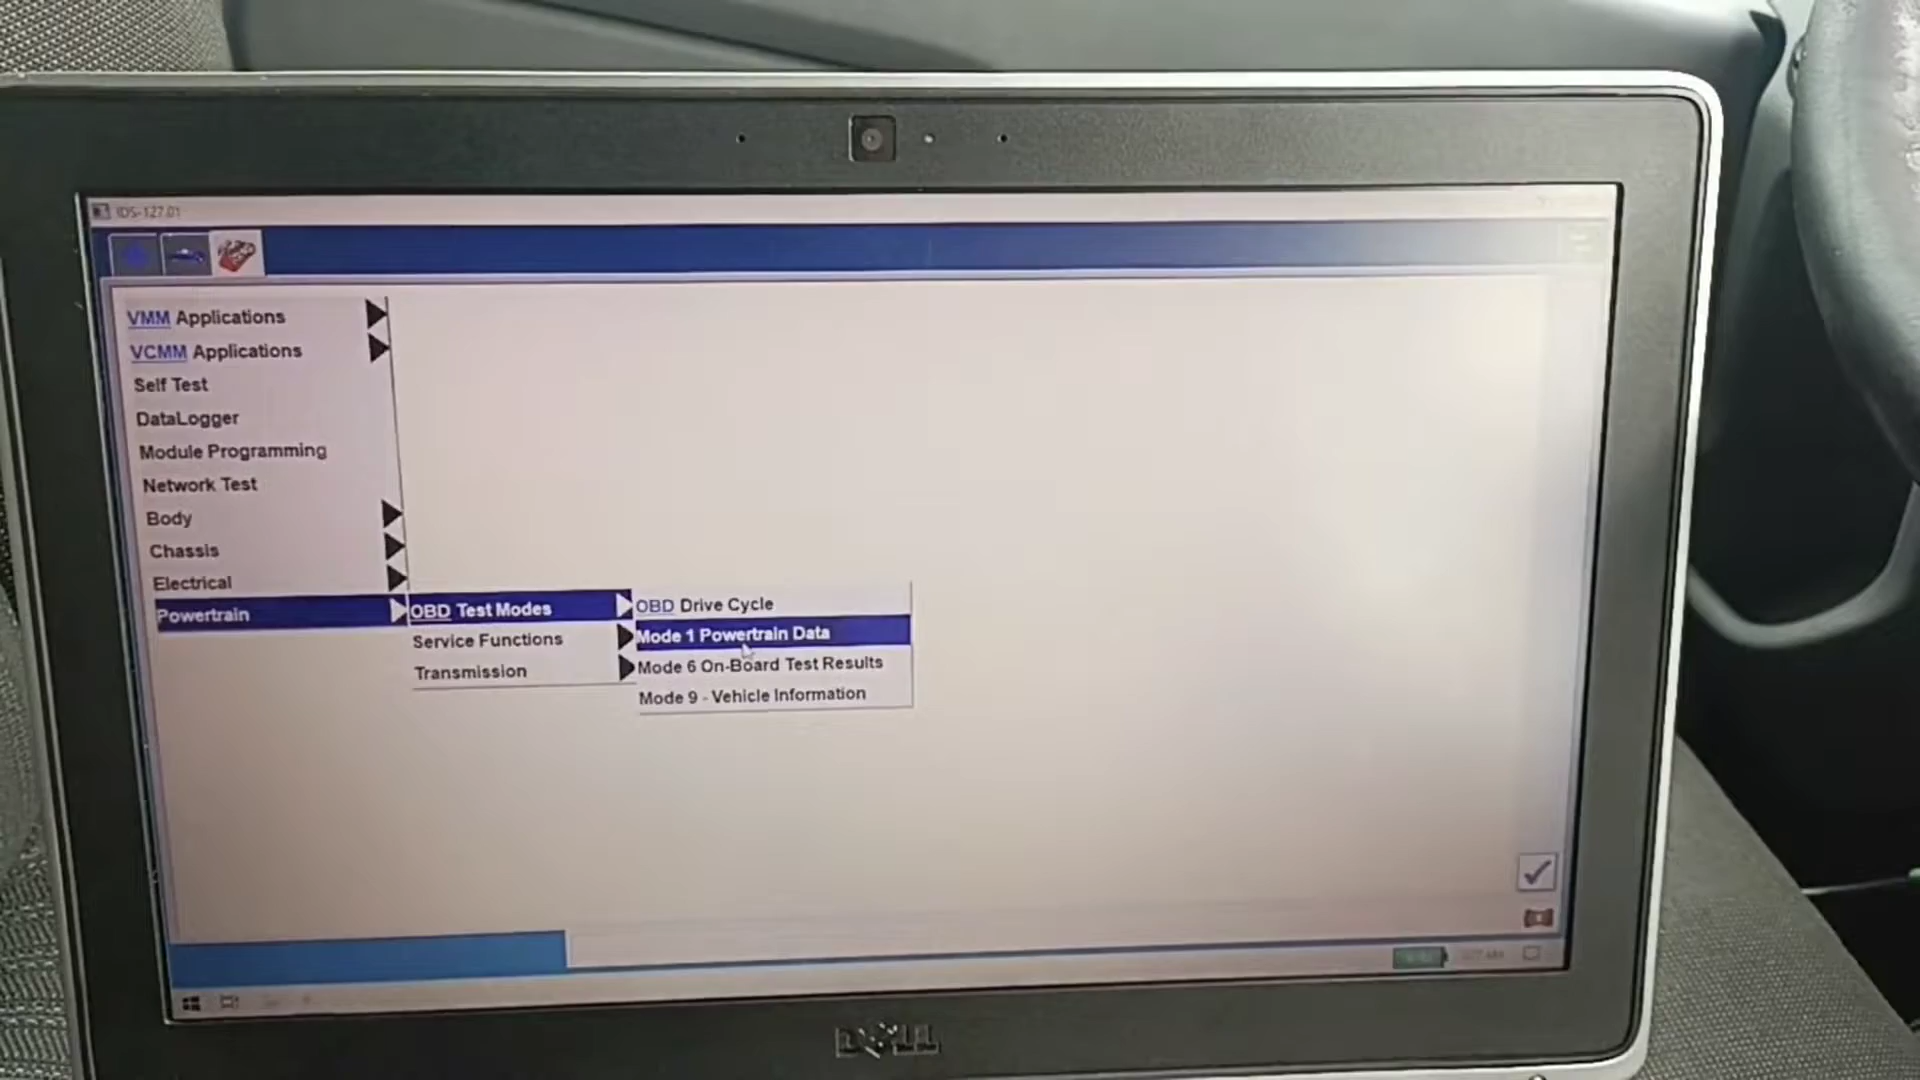 IDS-127.01
VMM Applications
VCMM Applications
Self Test
DataLogger
Module Programming
Network Test
Body
Chassis
Electrical
Powertrain
OBD Test Modes
Service Functions
Transmission
OBD Drive Cycle
Mode 1 Powertrain Data
Mode 6 On-Board Test Results
Mode 9 - Vehicle Information
DELL